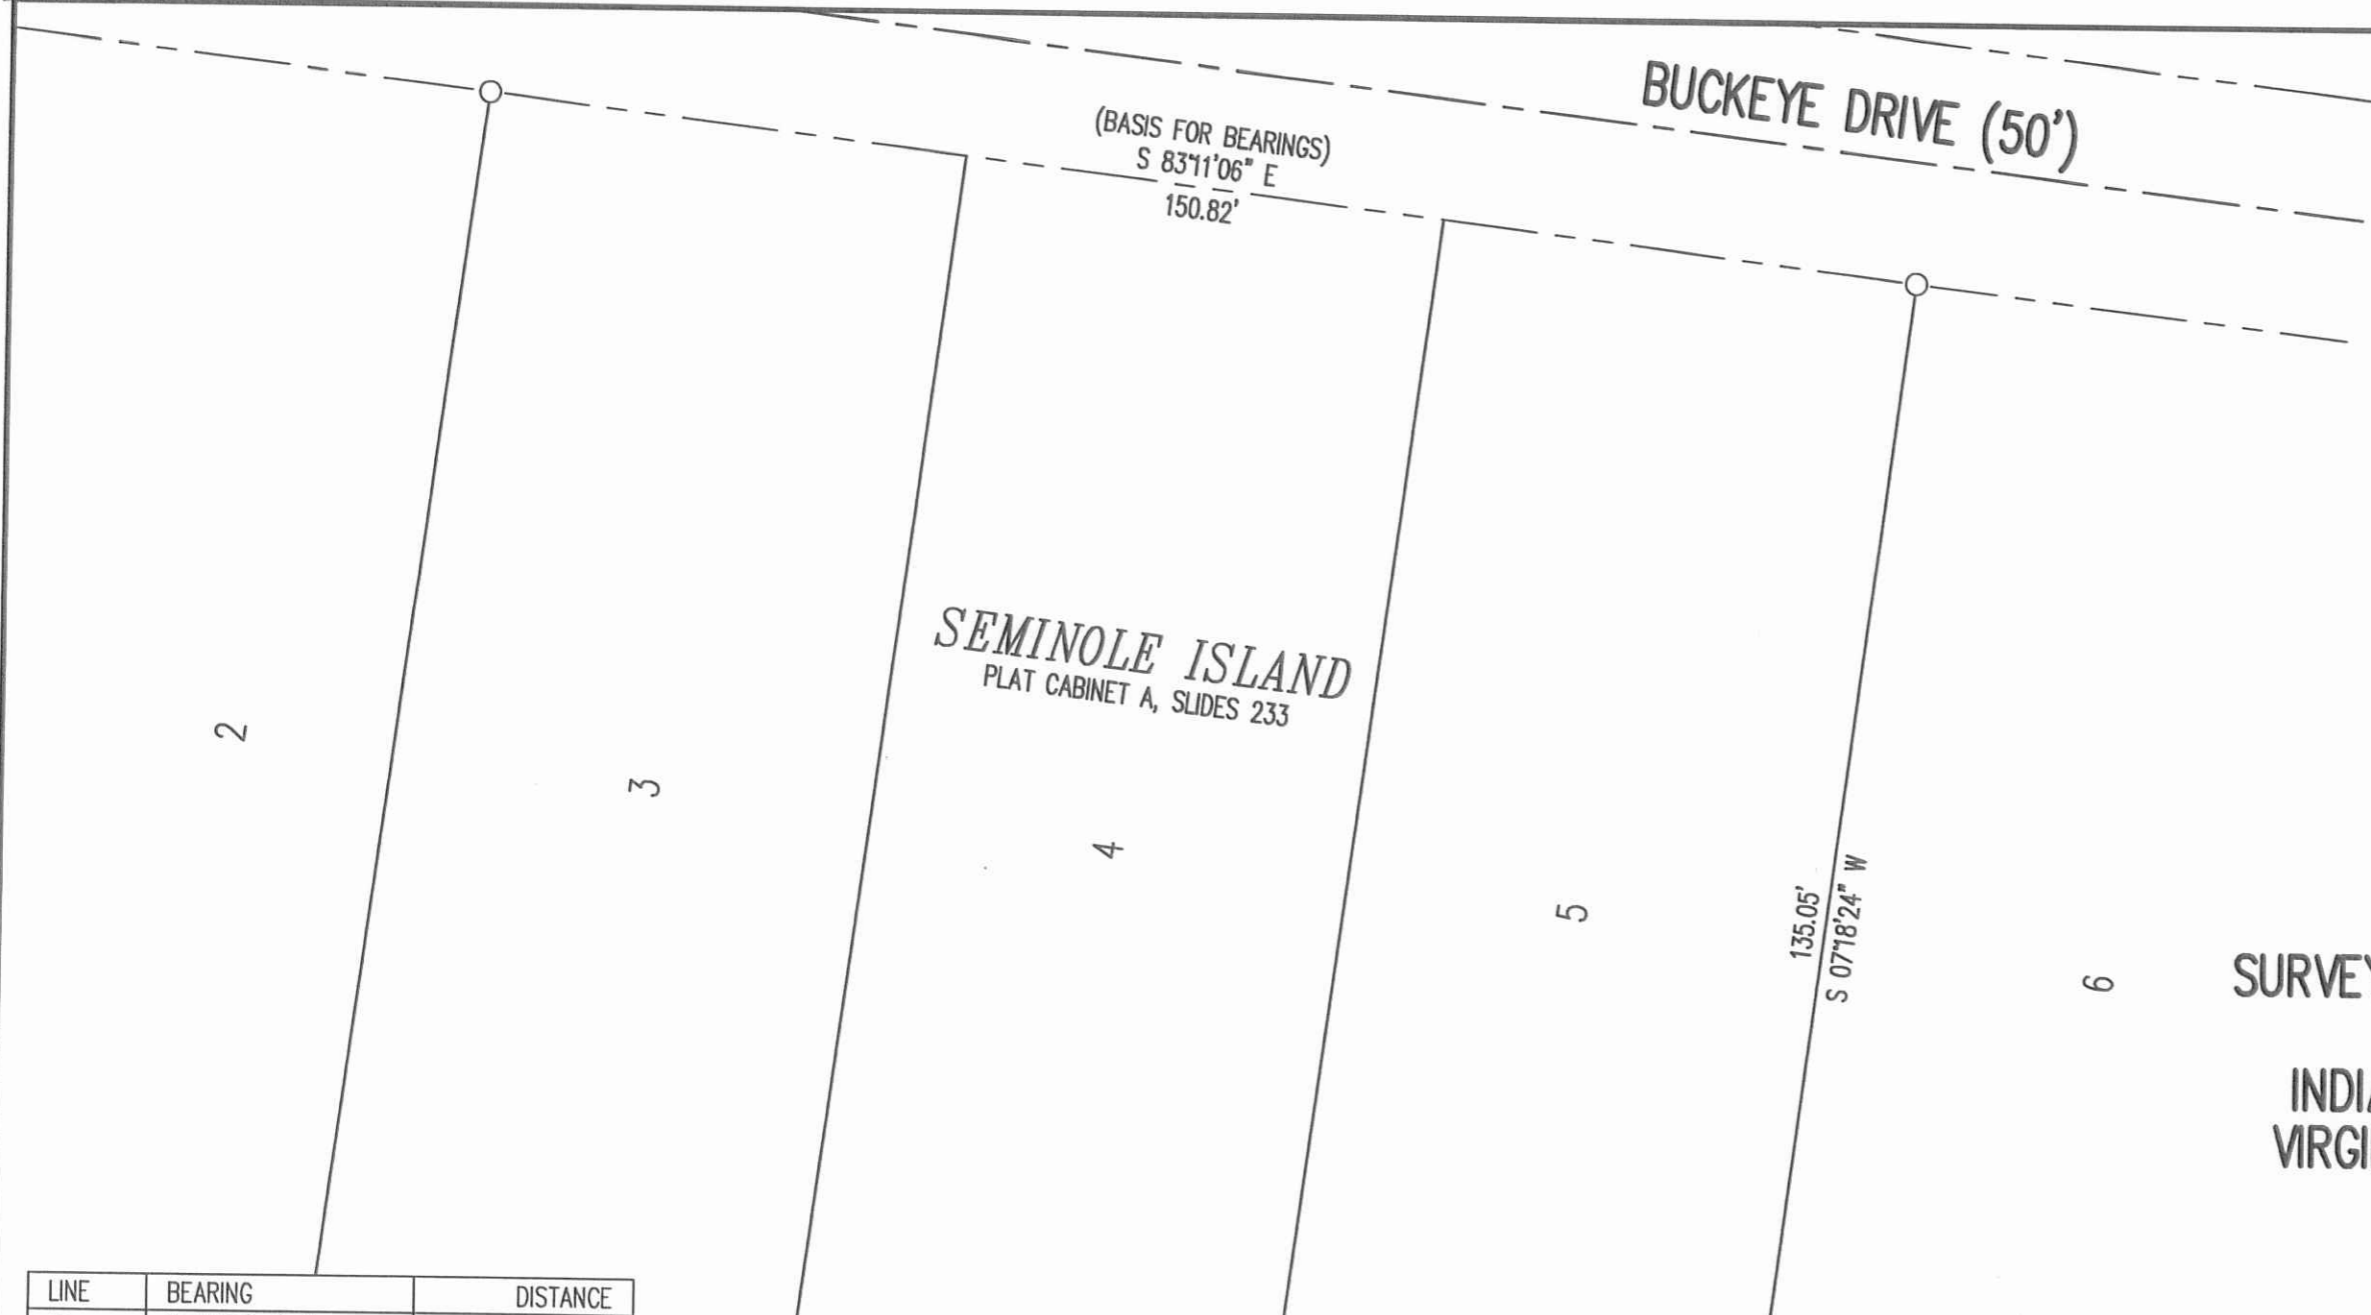 BUCKEYE DRIVE (50')
(BASIS FOR BEARINGS)
S 83°11'06" E
150.82'
SEMINOLE ISLAND
PLAT CABINET A, SLIDES 233
2
3
4
5
135.05'
S 07°18'24" W
6
SURVEY
INDIA
VIRGI
LINE BEARING DISTANCE